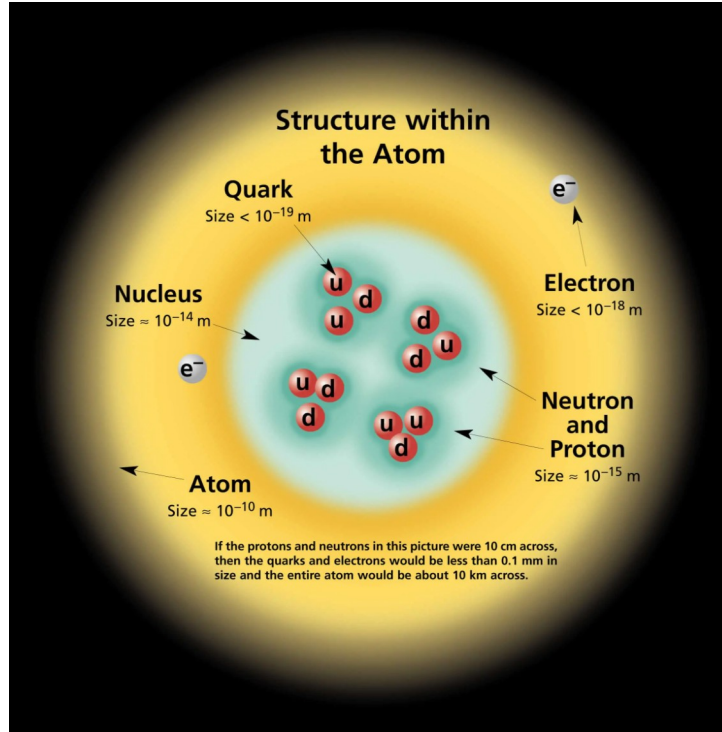 Structure within
the Atom
Quark
Size < 10⁻¹⁹ m
e⁻
Nucleus
Size ≈ 10⁻¹⁴ m
Electron
Size < 10⁻¹⁸ m
u
d
u
d
u
d
e⁻
u d
d
u u
d
Neutron
and
Proton
Size ≈ 10⁻¹⁵ m
Atom
Size ≈ 10⁻¹⁰ m
If the protons and neutrons in this picture were 10 cm across,
then the quarks and electrons would be less than 0.1 mm in
size and the entire atom would be about 10 km across.